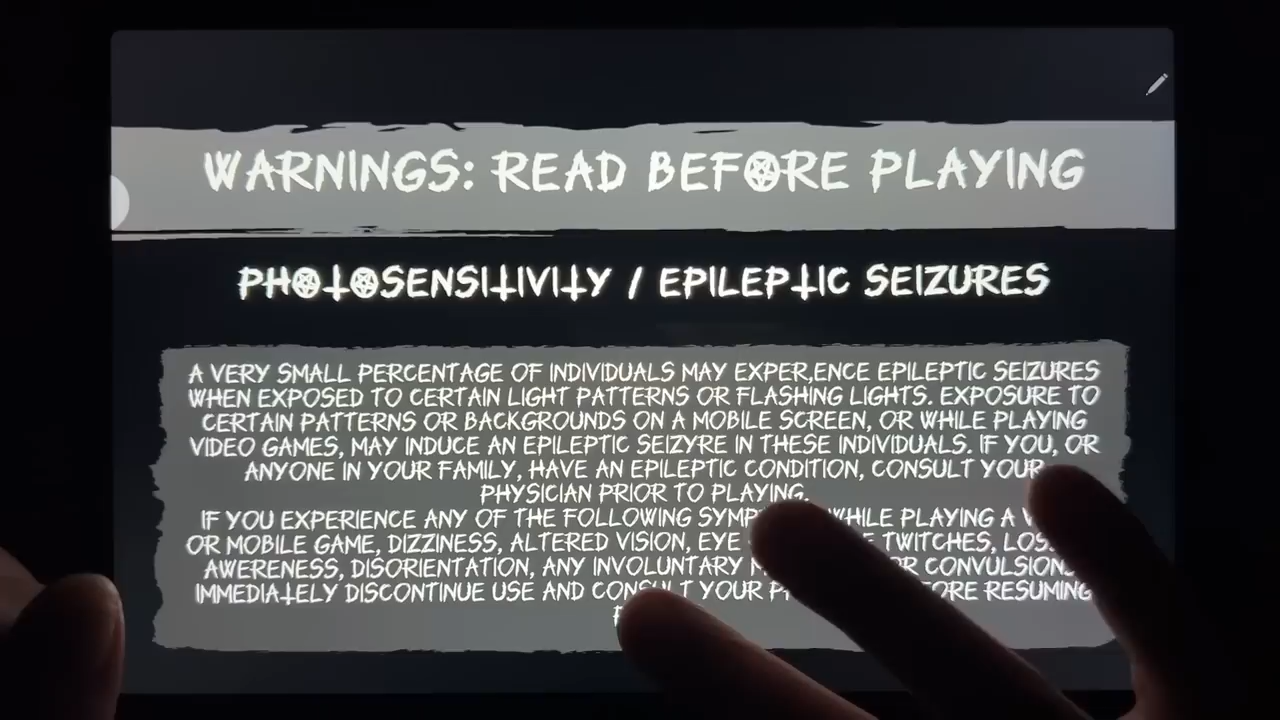 WARNINGS: READ BEFORE PLAYING
PHOTOSENSITIVITY / EPILEPTIC SEIZURES
A VERY SMALL PERCENTAGE OF INDIVIDUALS MAY EXPER,ENCE EPILEPTIC SEIZURES
WHEN EXPOSED TO CERTAIN LIGHT PATTERNS OR FLASHING LIGHTS. EXPOSURE TO
CERTAIN PATTERNS OR BACKGROUNDS ON A MOBILE SCREEN, OR WHILE PLAYING
VIDEO GAMES, MAY INDUCE AN EPILEPTIC SEIZYRE IN THESE INDIVIDUALS. IF YOU, OR
ANYONE IN YOUR FAMILY, HAVE AN EPILEPTIC CONDITION, CONSULT YOUR
PHYSICIAN PRIOR TO PLAYING.
IF YOU EXPERIENCE ANY OF THE FOLLOWING WHILE PLAYING A
OR MOBILE GAME, DIZZINESS, ALTERED VISION, EYE TWITCHES,
AWERENESS, DISORIENTATION, ANY INVOLUNTARY OR CONVULSIONS
IMMEDIATELY DISCONTINUE USE AND CONSULT YOUR BEFORE RESUMING